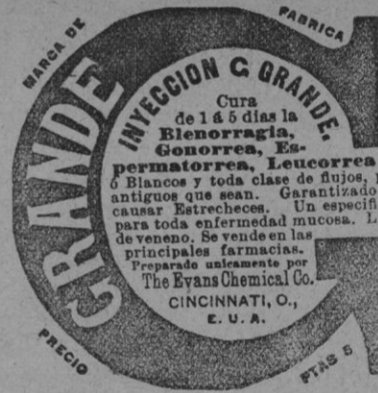 MARCA DE
FABRICA
GRANDE
INYECCION G GRANDE.
Cura
de 1 á 5 dias la
Blenorragia,
Gonorrea, Es-
permatorrea, Leucorrea
ó Blancos y toda clase de flujos,
antiguos que sean. Garantizado
causar Estrecheces. Un especifi
para toda enfermedad mucosa. L
de veneno. Se vende en las
principales farmacias.
Preparado unicamente por
The Evans Chemical Co.
CINCINNATI, O.,
E. U. A.
PRECIO
PTAS 5